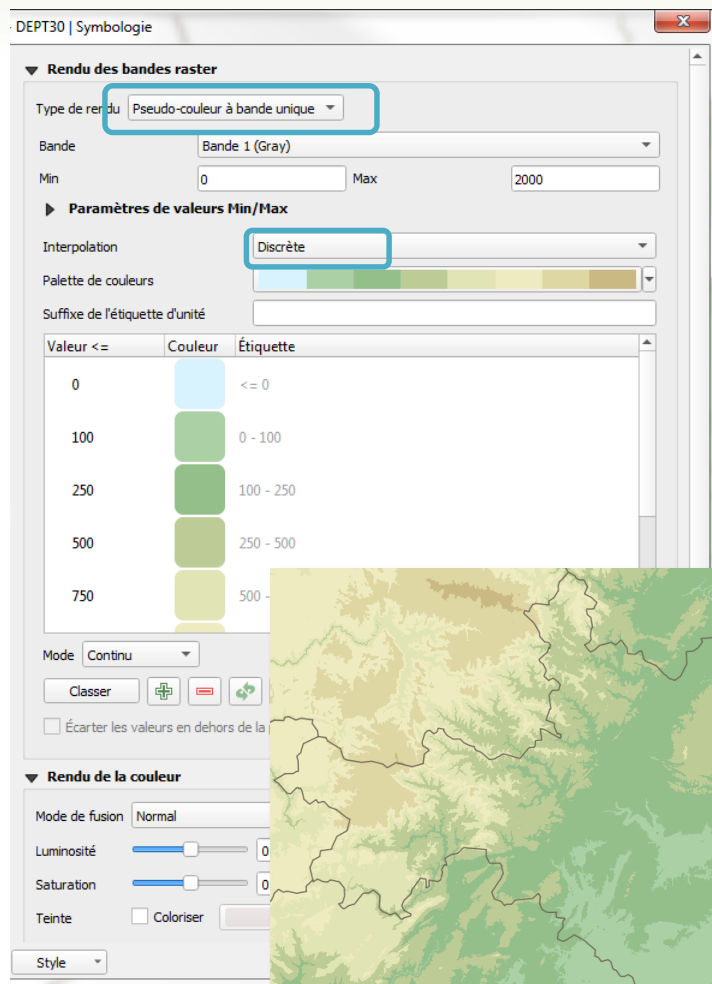 DEPT30 | Symbologie
Rendu des bandes raster
Type de rendu Pseudo-couleur à bande unique
Bande Bande 1 (Gray)
Min 0 Max 2000
Paramètres de valeurs Min/Max
Interpolation Discrète
Palette de couleurs
Suffixe de l'étiquette d'unité
Valeur <= Couleur Étiquette
0 <= 0
100 0 - 100
250 100 - 250
500 250 - 500
750 500 -
Mode Continu
Classer
Écarter les valeurs en dehors de la
Rendu de la couleur
Mode de fusion Normal
Luminosité 0
Saturation 0
Teinte Coloriser
Style